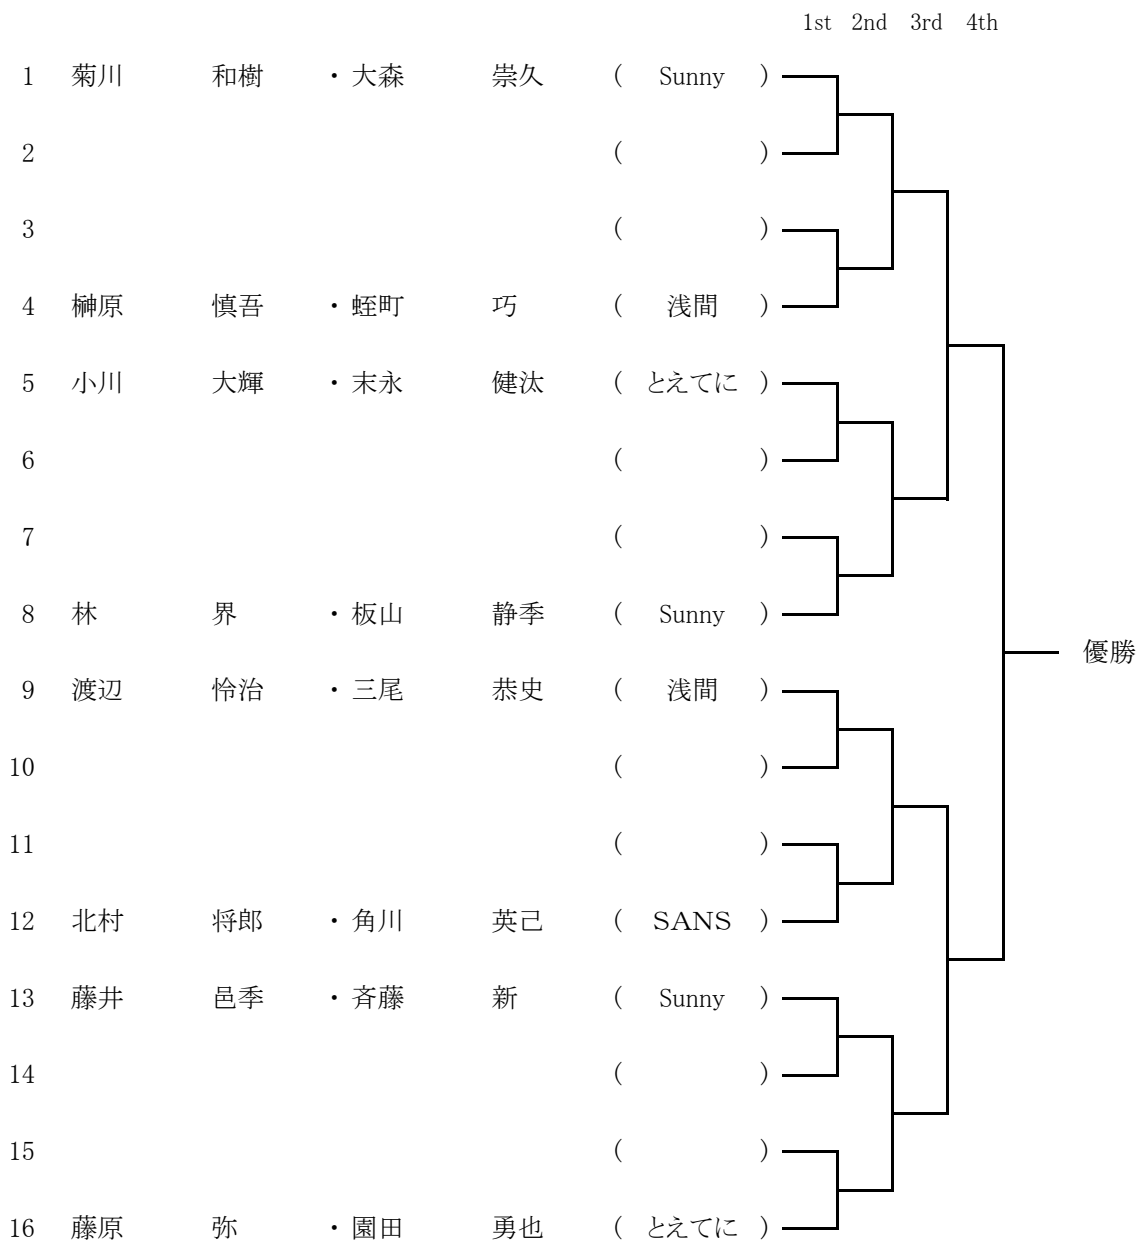 1st 2nd 3rd 4th
1 菊川 和樹 ・ 大森 崇久 ( Sunny )
2 ( )
3 ( )
4 榊原 慎吾 ・ 蛭町 巧 ( 浅間 )
5 小川 大輝 ・ 末永 健汰 ( とえてに )
6 ( )
7 ( )
8 林 界 ・ 板山 静季 ( Sunny )
優勝
9 渡辺 怜治 ・ 三尾 恭史 ( 浅間 )
10 ( )
11 ( )
12 北村 将郎 ・ 角川 英己 ( SANS )
13 藤井 邑季 ・ 斉藤 新 ( Sunny )
14 ( )
15 ( )
16 藤原 弥 ・ 園田 勇也 ( とえてに )